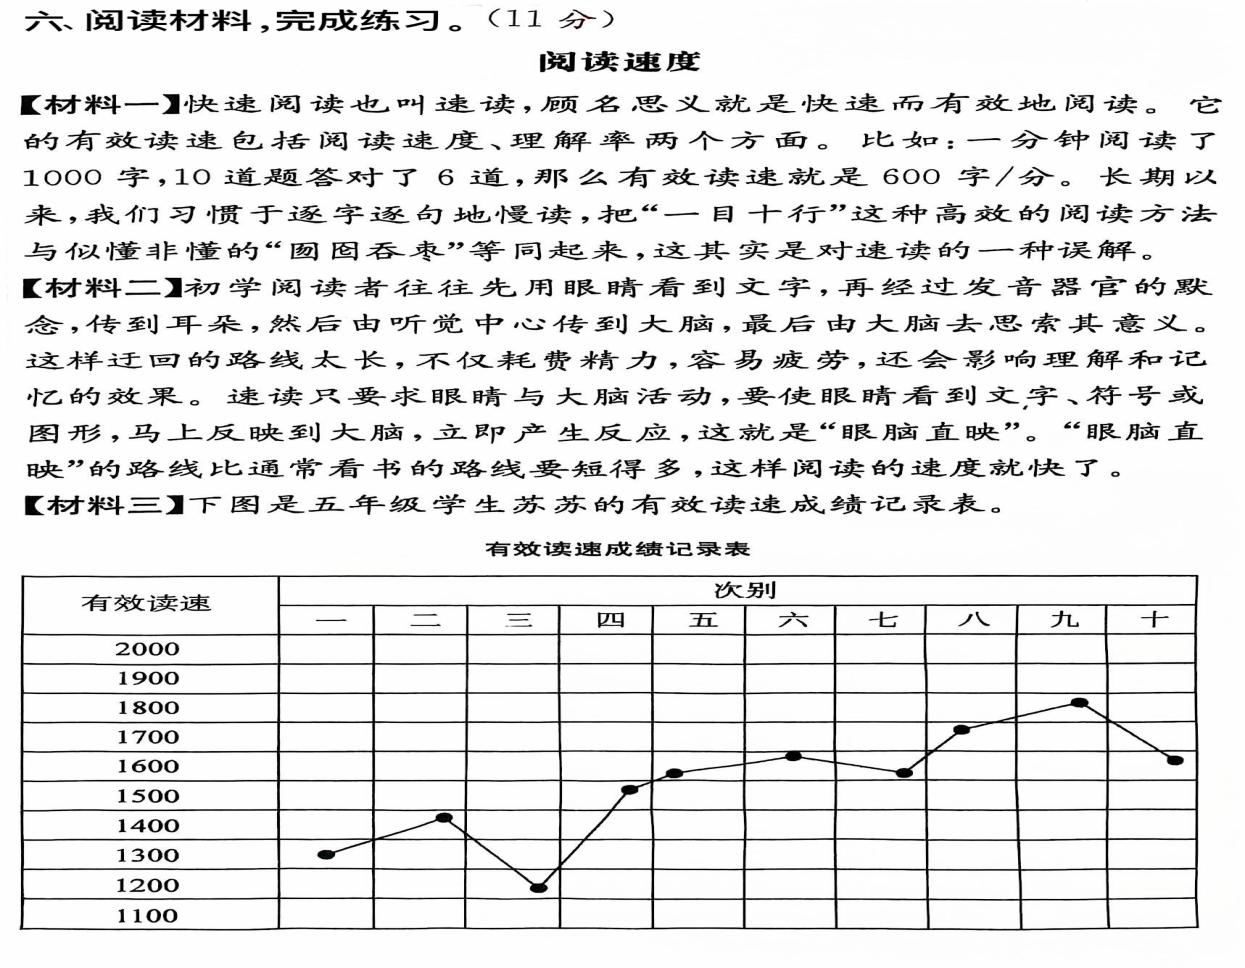 六、阅读材料,完成练习。(11 分)
阅读速度
【材料一】快速阅读也叫速读,顾名思义就是快速而有效地阅读。它
的有效读速包括阅读速度、理解率两个方面。比如:一分钟阅读了
1000 字,10 道题答对了 6 道,那么有效读速就是 600 字/分。长期以
来,我们习惯于逐字逐句地慢读,把“一目十行”这种高效的阅读方法
与似懂非懂的“囫囵吞枣”等同起来,这其实是对速读的一种误解。
【材料二】初学阅读者往往先用眼睛看到文字,再经过发音器官的默
念,传到耳朵,然后由听觉中心传到大脑,最后由大脑去思索其意义。
这样迂回的路线太长,不仅耗费精力,容易疲劳,还会影响理解和记
忆的效果。速读只要求眼睛与大脑活动,要使眼睛看到文字、符号或
图形,马上反映到大脑,立即产生反应,这就是“眼脑直映”。“眼脑直
映”的路线比通常看书的路线要短得多,这样阅读的速度就快了。
【材料三】下图是五年级学生苏苏的有效读速成绩记录表。
有效读速成绩记录表
有效读速 次别
一 二 三 四 五 六 七 八 九 十
2000
1900
1800
1700
1600
1500
1400
1300
1200
1100